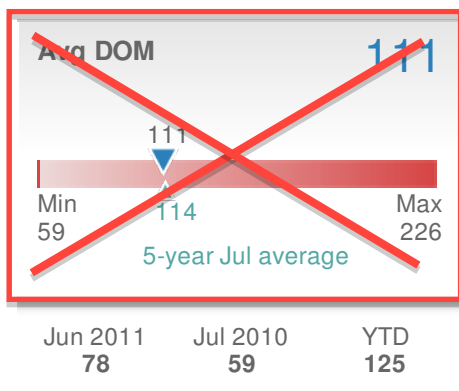 Avg DOM 111
111
Min Max
59 226
114
5-year Jul average
Jun 2011 Jul 2010 YTD
78 59 125